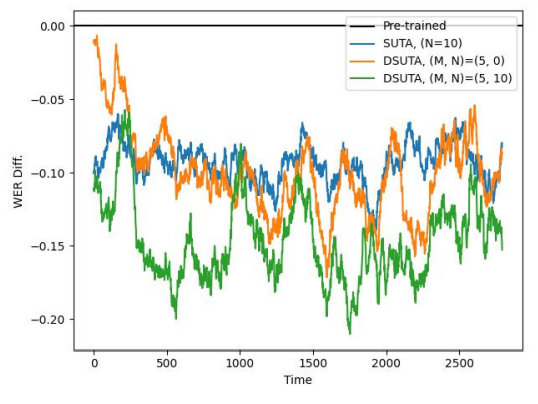 Pre-trained
SUTA, (N=10)
DSUTA, (M, N)=(5, 0)
DSUTA, (M, N)=(5, 10)
0.00
−0.05
−0.10
−0.15
−0.20
WER Diff.
0 500 1000 1500 2000 2500
Time